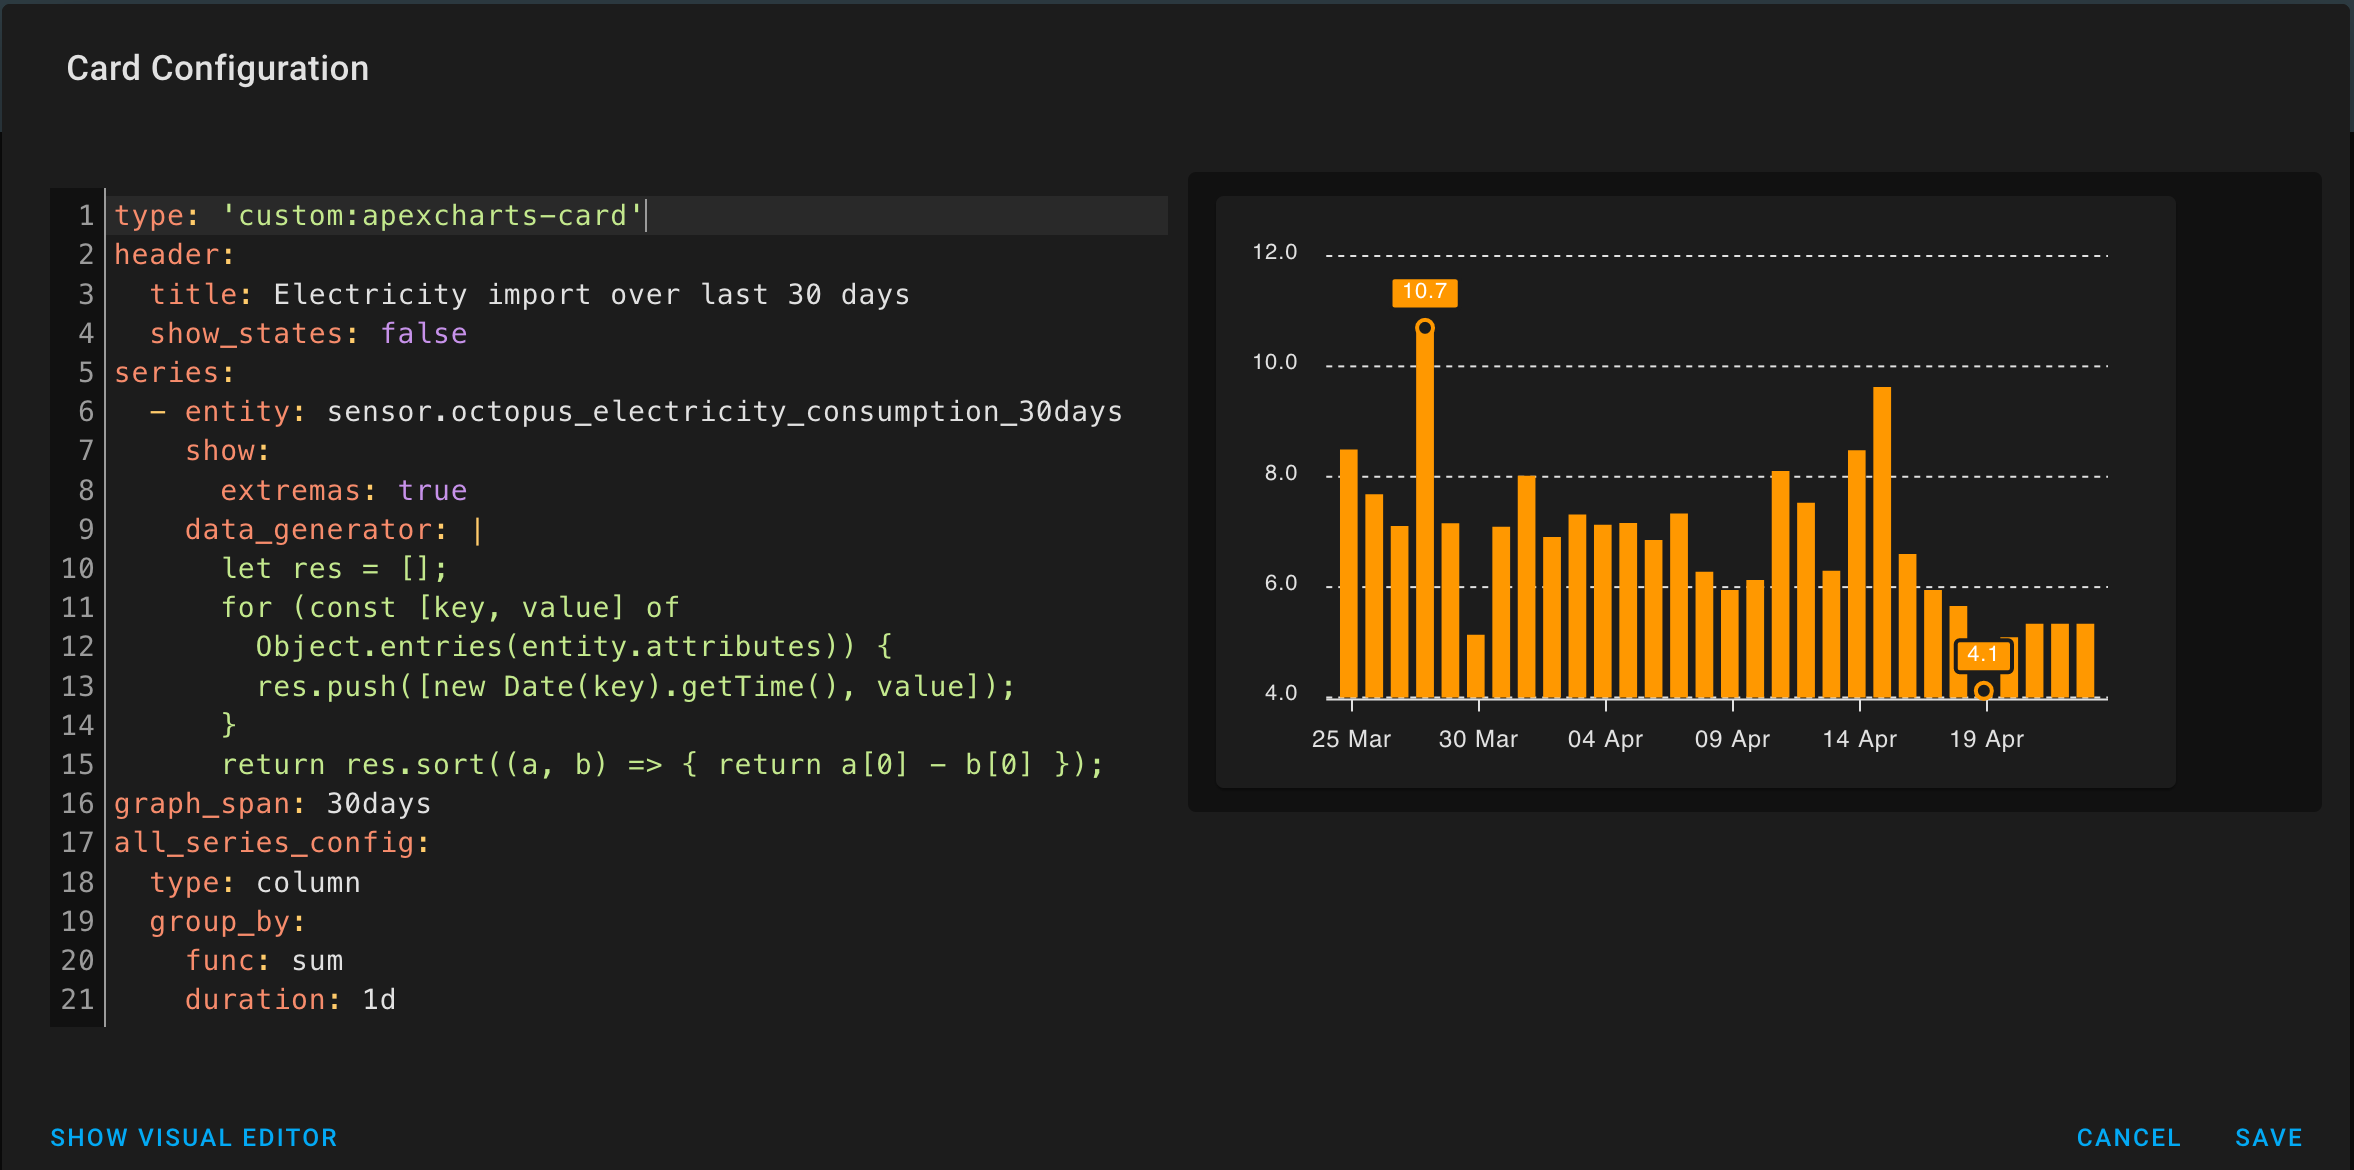 Card Configuration
1 type: 'custom:apexcharts-card'
2 header:
3   title: Electricity import over last 30 days
4   show_states: false
5 series:
6   - entity: sensor.octopus_electricity_consumption_30days
7     show:
8       extremas: true
9     data_generator: |
10       let res = [];
11       for (const [key, value] of
12         Object.entries(entity.attributes)) {
13         res.push([new Date(key).getTime(), value]);
14       }
15       return res.sort((a, b) => { return a[0] - b[0] });
16 graph_span: 30days
17 all_series_config:
18   type: column
19   group_by:
20     func: sum
21     duration: 1d
12.0
10.7
10.0
8.0
6.0
4.1
4.0
25 Mar 30 Mar 04 Apr 09 Apr 14 Apr 19 Apr
SHOW VISUAL EDITOR CANCEL SAVE